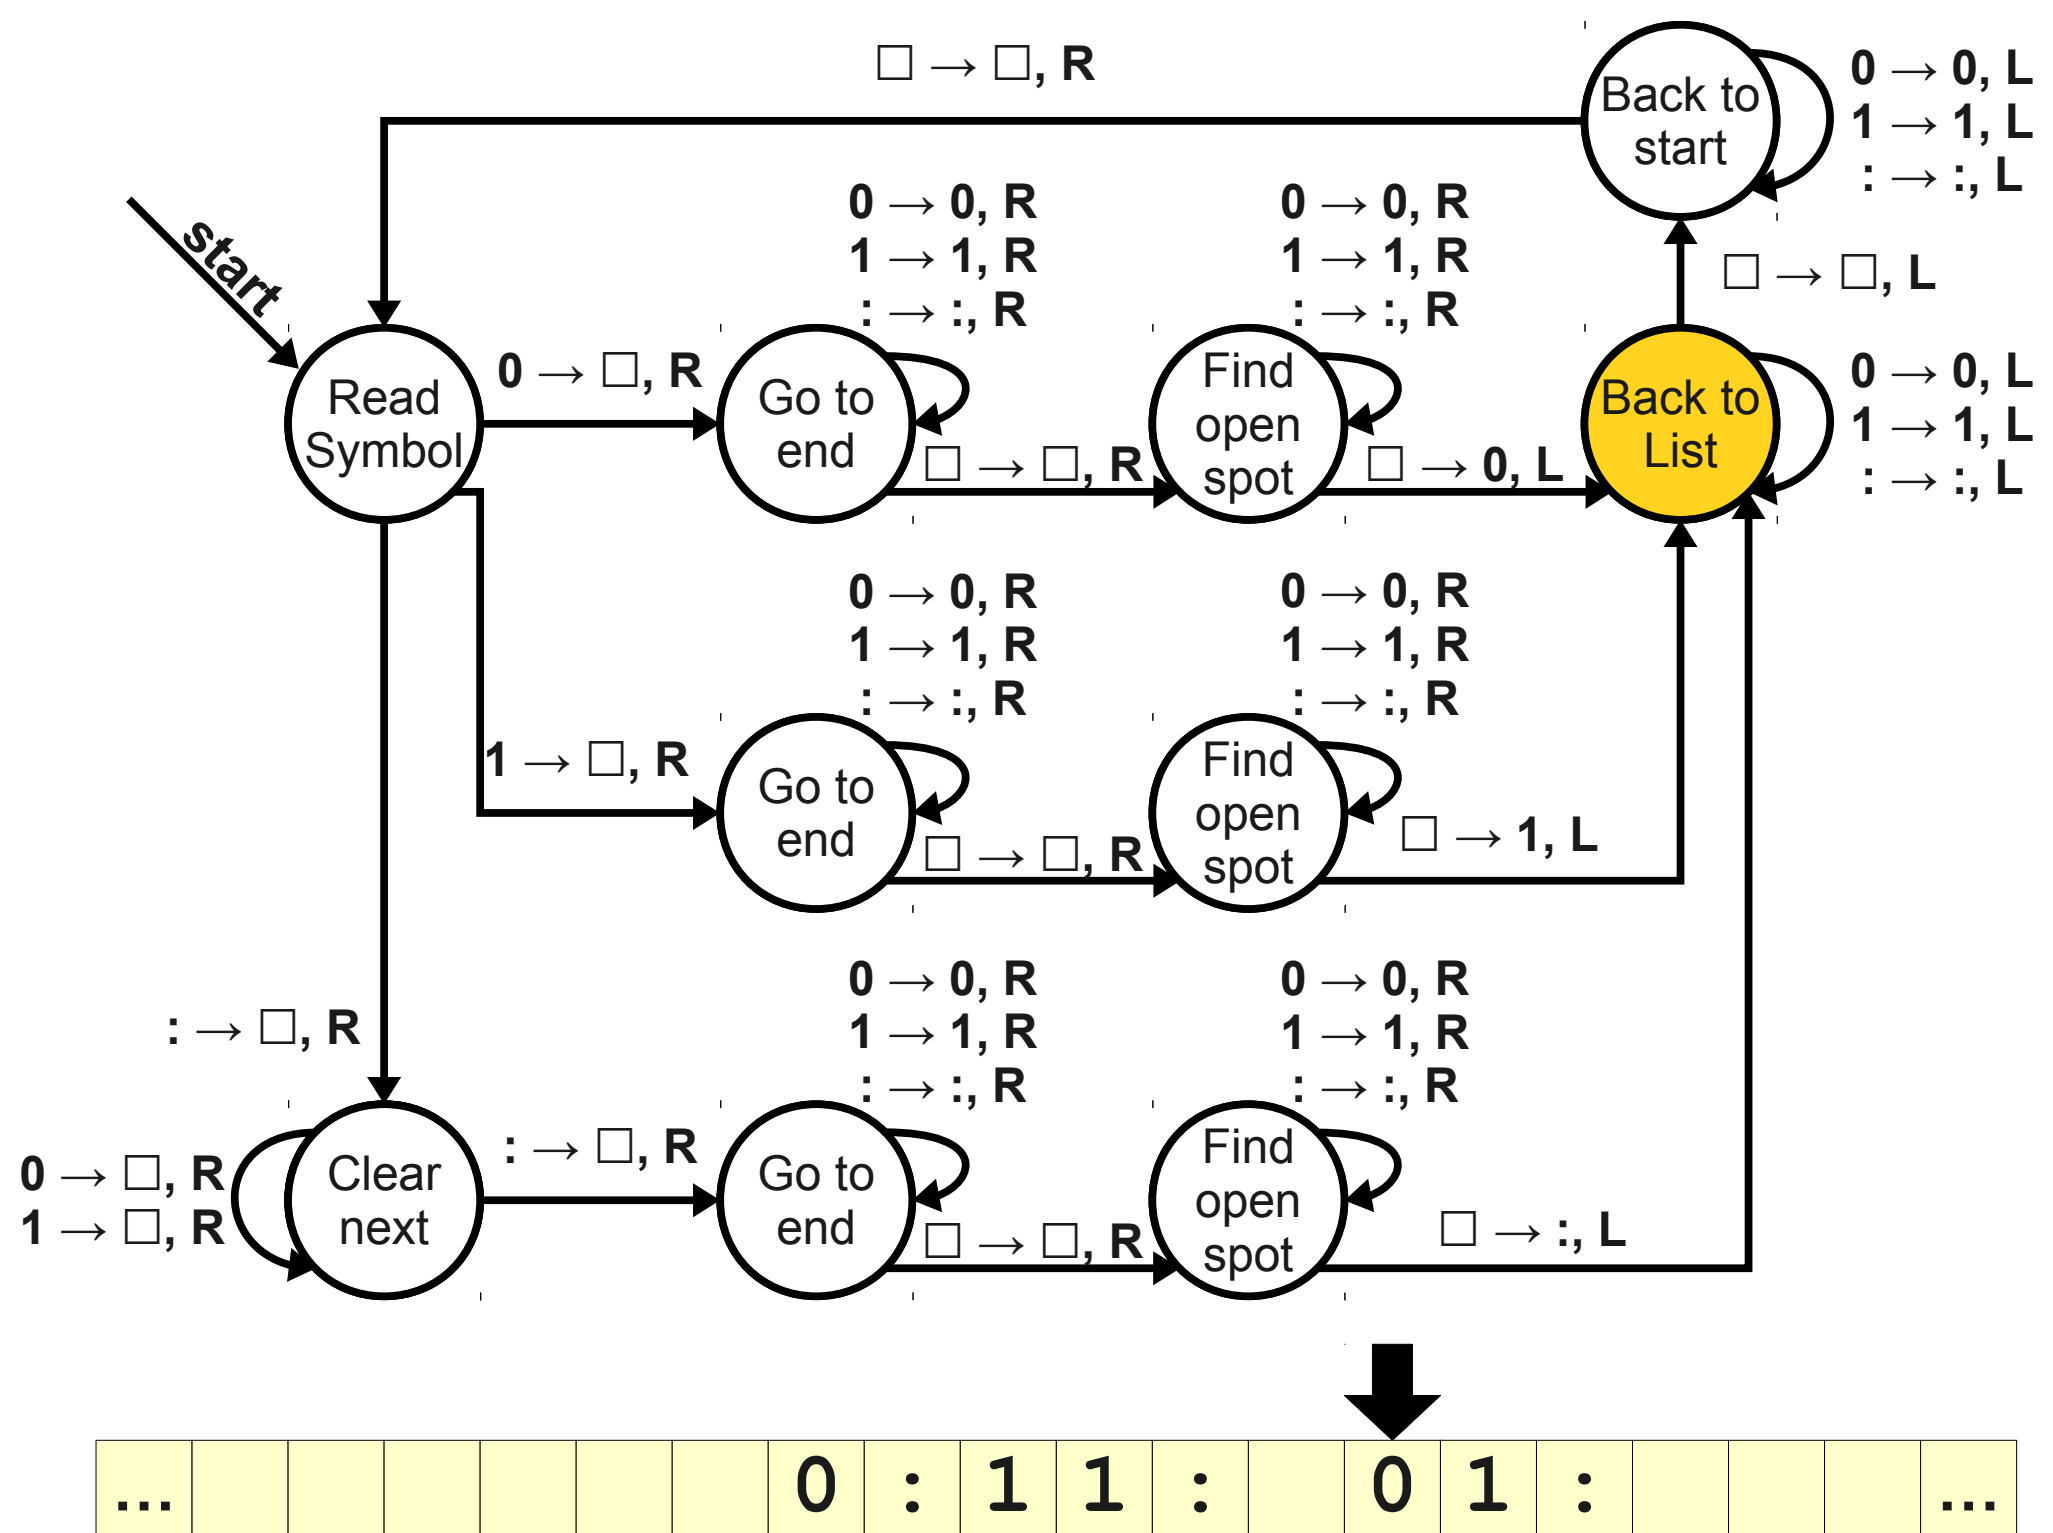 □ → □, R
Back to
start
0 → 0, L
1 → 1, L
: → :, L
start
0 → 0, R
1 → 1, R
: → :, R
0 → 0, R
1 → 1, R
: → :, R
□ → □, L
Read
Symbol
0 → □, R
Go to
end
□ → □, R
Find
open
spot
□ → 0, L
Back to
List
0 → 0, L
1 → 1, L
: → :, L
0 → 0, R
1 → 1, R
: → :, R
0 → 0, R
1 → 1, R
: → :, R
1 → □, R
Go to
end
□ → □, R
Find
open
spot
□ → 1, L
: → □, R
0 → 0, R
1 → 1, R
: → :, R
0 → 0, R
1 → 1, R
: → :, R
0 → □, R
1 → □, R
Clear
next
: → □, R
Go to
end
□ → □, R
Find
open
spot
□ → :, L
... 0 : 1 1 : 0 1 : ...